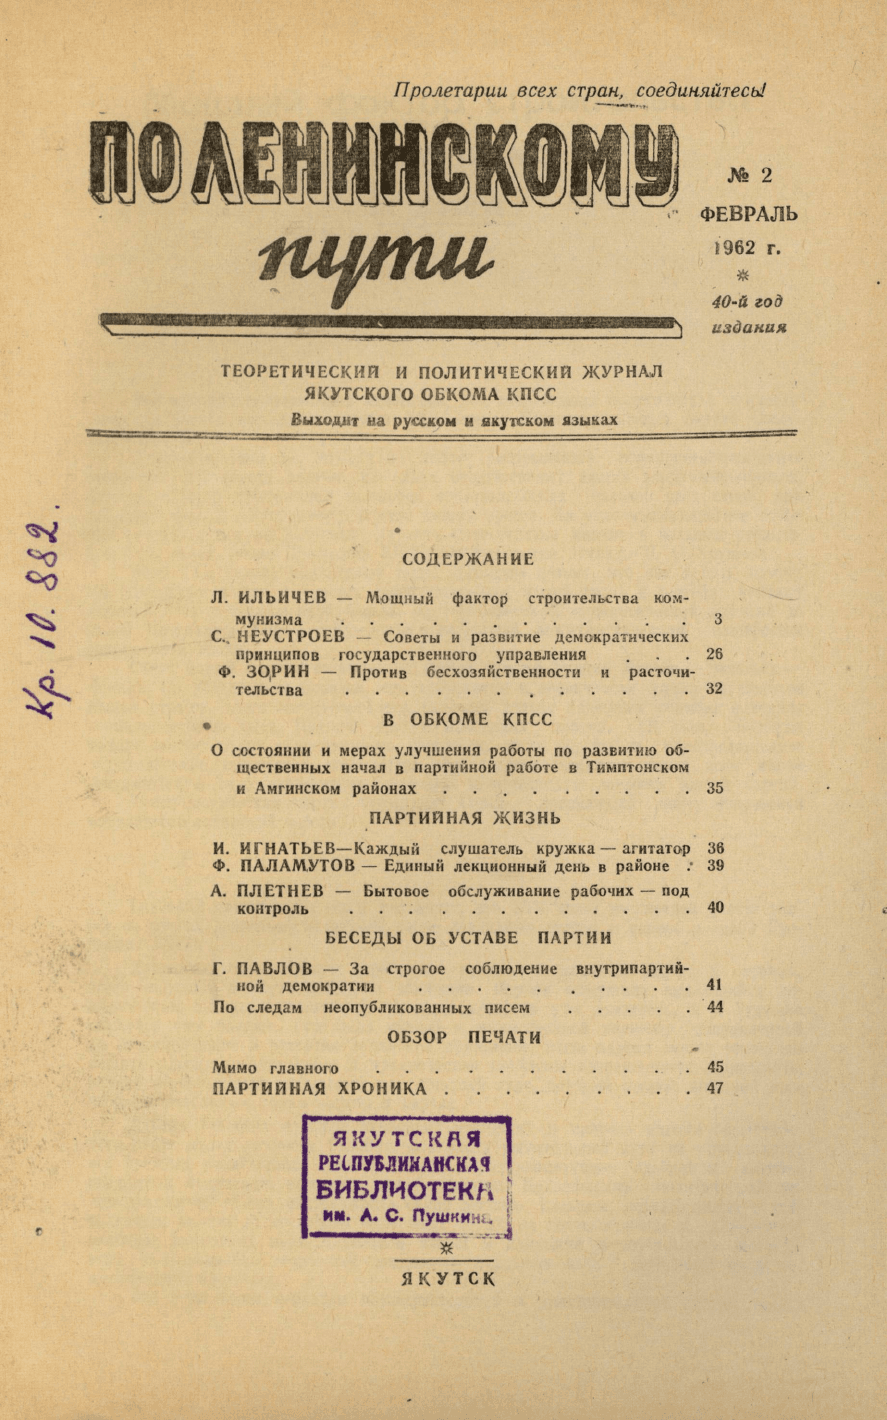 Пролетарии всех стран, соединяйтесь!
ПО ЛЕНИНСКОМУ
пути
№ 2
ФЕВРАЛЬ
1962 г.
40-й год
издания
ТЕОРЕТИЧЕСКИЙ И ПОЛИТИЧЕСКИЙ ЖУРНАЛ
ЯКУТСКОГО ОБКОМА КПСС
Выходит на русском и якутском языках
Кр. 10. 882.
СОДЕРЖАНИЕ
Л. ИЛЬИЧЕВ — Мощный фактор строительства ком-
мунизма . . . . . . . . . . . . . 3
С. НЕУСТРОЕВ — Советы и развитие демократических
принципов государственного управления . . . 26
Ф. ЗОРИН — Против бесхозяйственности и расточи-
тельства . . . . . . . . . . . . 32
В ОБКОМЕ КПСС
О состоянии и мерах улучшения работы по развитию об-
щественных начал в партийной работе в Тимптонском
и Амгинском районах . . . . . . . . . 35
ПАРТИЙНАЯ ЖИЗНЬ
И. ИГНАТЬЕВ—Каждый слушатель кружка — агитатор 36
Ф. ПАЛАМУТОВ — Единый лекционный день в районе . 39
А. ПЛЕТНЕВ — Бытовое обслуживание рабочих — под
контроль . . . . . . . . . . . . 40
БЕСЕДЫ ОБ УСТАВЕ ПАРТИИ
Г. ПАВЛОВ — За строгое соблюдение внутрипартий-
ной демократии . . . . . . . . . . 41
По следам неопубликованных писем . . . . . 44
ОБЗОР ПЕЧАТИ
Мимо главного . . . . . . . . . . . 45
ПАРТИЙНАЯ ХРОНИКА . . . . . . . . . 47
ЯКУТСКАЯ
РЕСПУБЛИКАНСКАЯ
БИБЛИОТЕКА
им. А. С. Пушкина
ЯКУТСК